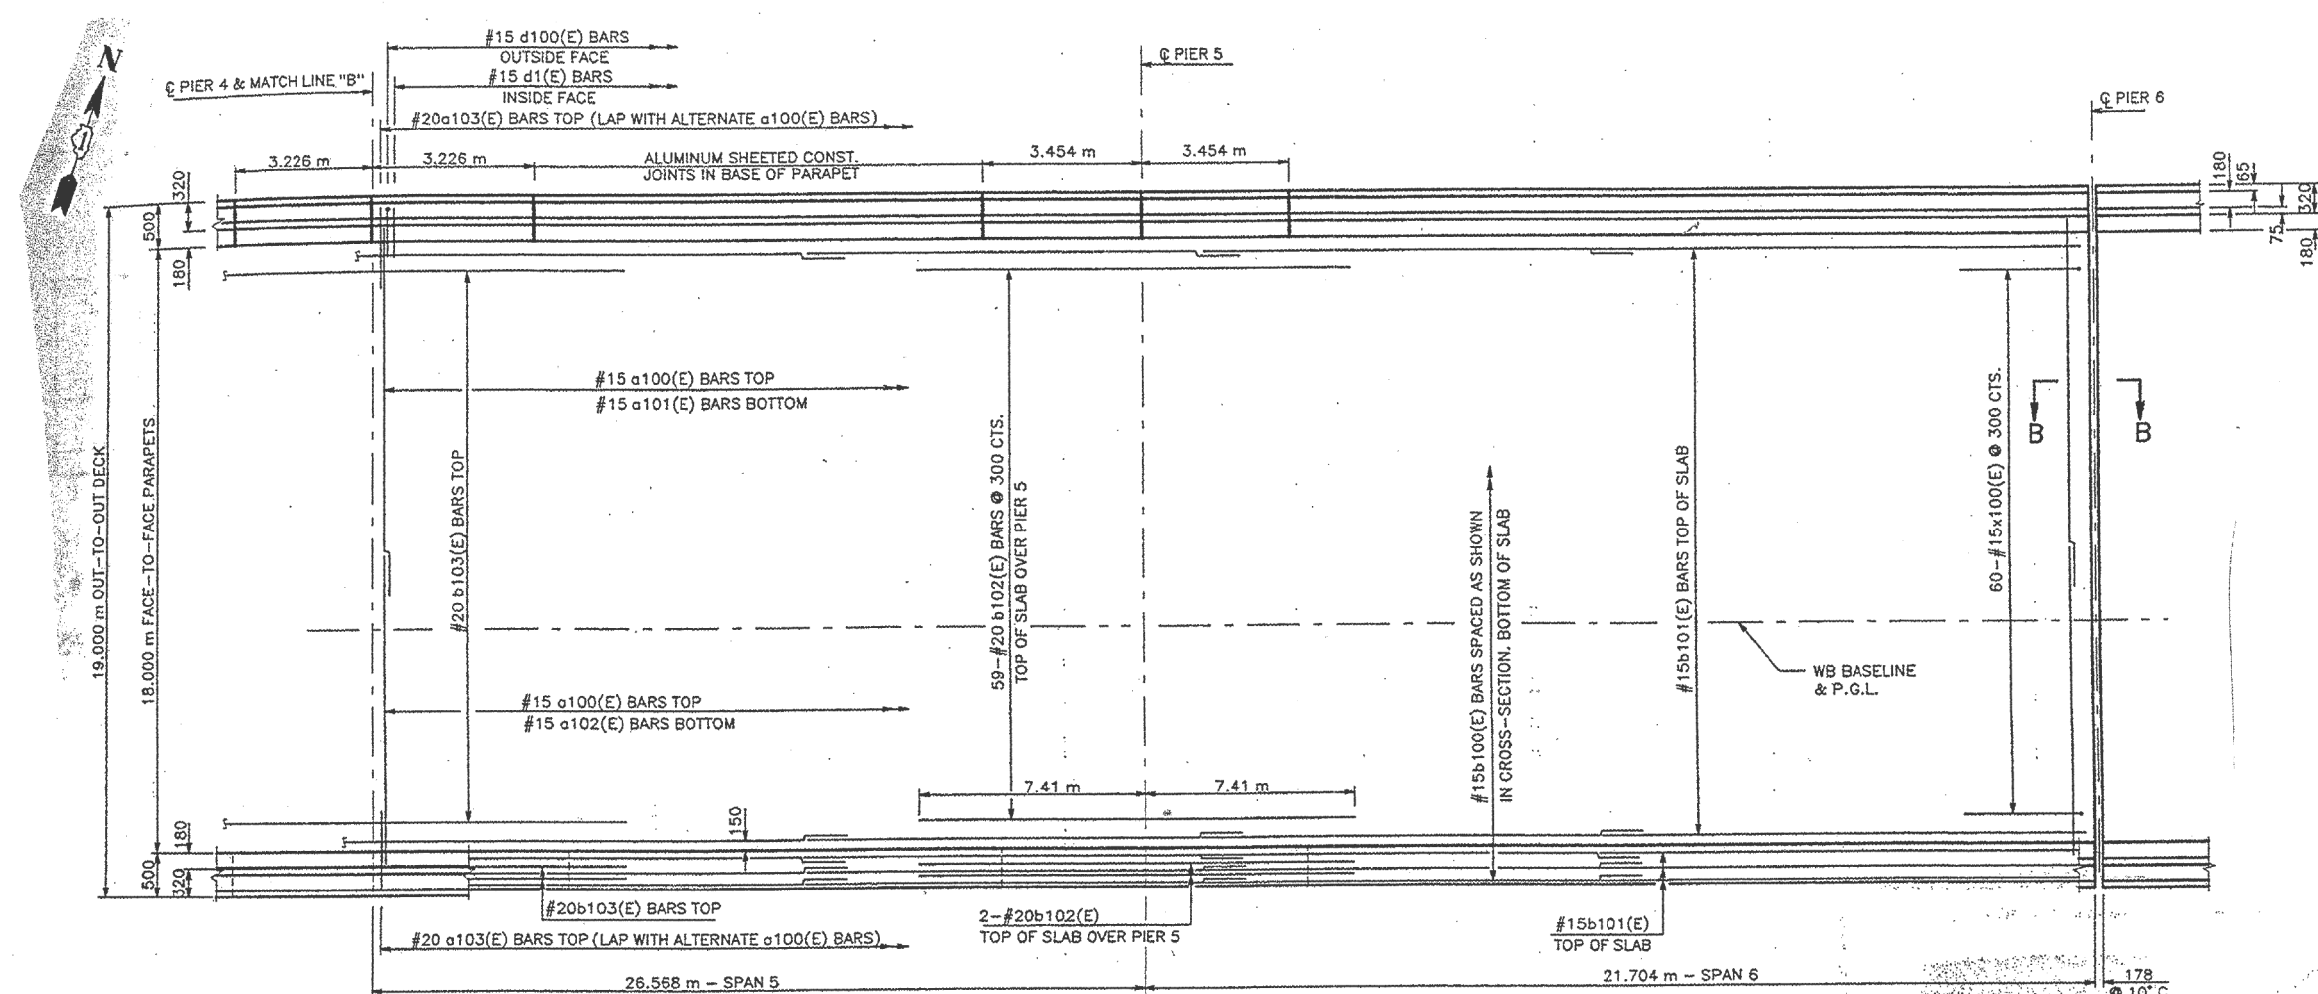 N
1
#15 d100(E) BARS
OUTSIDE FACE
#15 d1(E) BARS
INSIDE FACE
℄ PIER 4 & MATCH LINE "B"
#20a103(E) BARS TOP (LAP WITH ALTERNATE a100(E) BARS)
℄ PIER 5
℄ PIER 6
3.226 m
3.226 m
ALUMINUM SHEETED CONST.
JOINTS IN BASE OF PARAPET
3.454 m
3.454 m
320
500
180
180
65
320
75
180
19.000 m OUT-TO-OUT DECK
18.000 m FACE-TO-FACE PARAPETS
#20 b103(E) BARS TOP
#15 a100(E) BARS TOP
#15 a101(E) BARS BOTTOM
59-#20 b102(E) BARS @ 300 CTS.
TOP OF SLAB OVER PIER 5
#15b100(E) BARS SPACED AS SHOWN
IN CROSS-SECTION, BOTTOM OF SLAB
#15b101(E) BARS TOP OF SLAB
60-#15x100(E) @ 300 CTS.
B
B
WB BASELINE
& P.G.L.
#15 a100(E) BARS TOP
#15 a102(E) BARS BOTTOM
7.41 m
7.41 m
150
180
500
320
#20b103(E) BARS TOP
2-#20b102(E)
TOP OF SLAB OVER PIER 5
#15b101(E)
TOP OF SLAB
#20 a103(E) BARS TOP (LAP WITH ALTERNATE a100(E) BARS)
26.568 m - SPAN 5
21.704 m - SPAN 6
178
@ 10° C